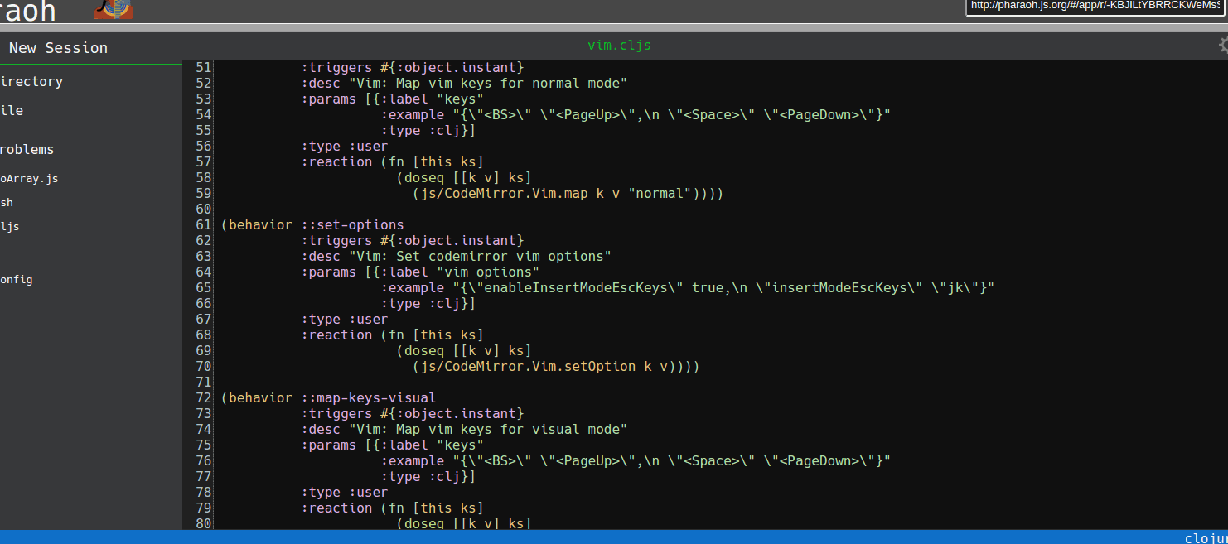 raoh
http://pharaoh.js.org/#/app/r/-KBJlLtYBRRCKWeMsS
New Session
vim.cljs
irectory
ile
roblems
oArray.js
sh
ljs
onfig
51 :triggers #{:object.instant}
52 :desc "Vim: Map vim keys for normal mode"
53 :params [{:label "keys"
54 :example "{\"<BS>\" \"<PageUp>\",\n \"<Space>\" \"<PageDown>\"}"
55 :type :clj}]
56 :type :user
57 :reaction (fn [this ks]
58 (doseq [[k v] ks]
59 (js/CodeMirror.Vim.map k v "normal"))))
60
61 (behavior ::set-options
62 :triggers #{:object.instant}
63 :desc "Vim: Set codemirror vim options"
64 :params [{:label "vim options"
65 :example "{\"enableInsertModeEscKeys\" true,\n \"insertModeEscKeys\" \"jk\"}"
66 :type :clj}]
67 :type :user
68 :reaction (fn [this ks]
69 (doseq [[k v] ks]
70 (js/CodeMirror.Vim.setOption k v))))
71
72 (behavior ::map-keys-visual
73 :triggers #{:object.instant}
74 :desc "Vim: Map vim keys for visual mode"
75 :params [{:label "keys"
76 :example "{\"<BS>\" \"<PageUp>\",\n \"<Space>\" \"<PageDown>\"}"
77 :type :clj}]
78 :type :user
79 :reaction (fn [this ks]
80 (doseq [[k v] ks]
clojur